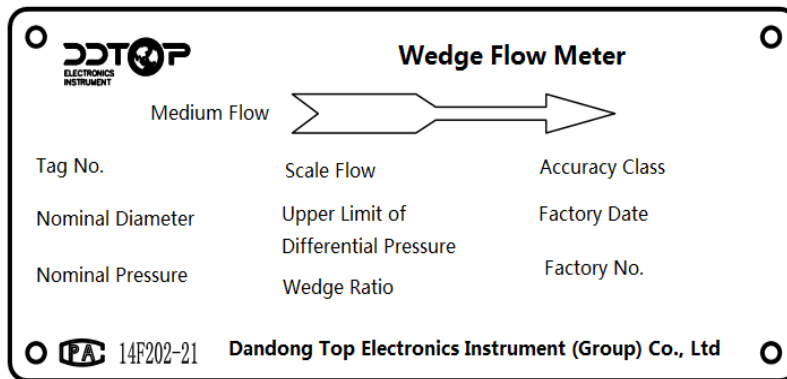 DDTOP
ELECTRONICS
INSTRUMENT
Wedge Flow Meter
Medium Flow
Tag No.
Scale Flow
Accuracy Class
Nominal Diameter
Upper Limit of
Differential Pressure
Factory Date
Nominal Pressure
Wedge Ratio
Factory No.
CPA 14F202-21
Dandong Top Electronics Instrument (Group) Co., Ltd